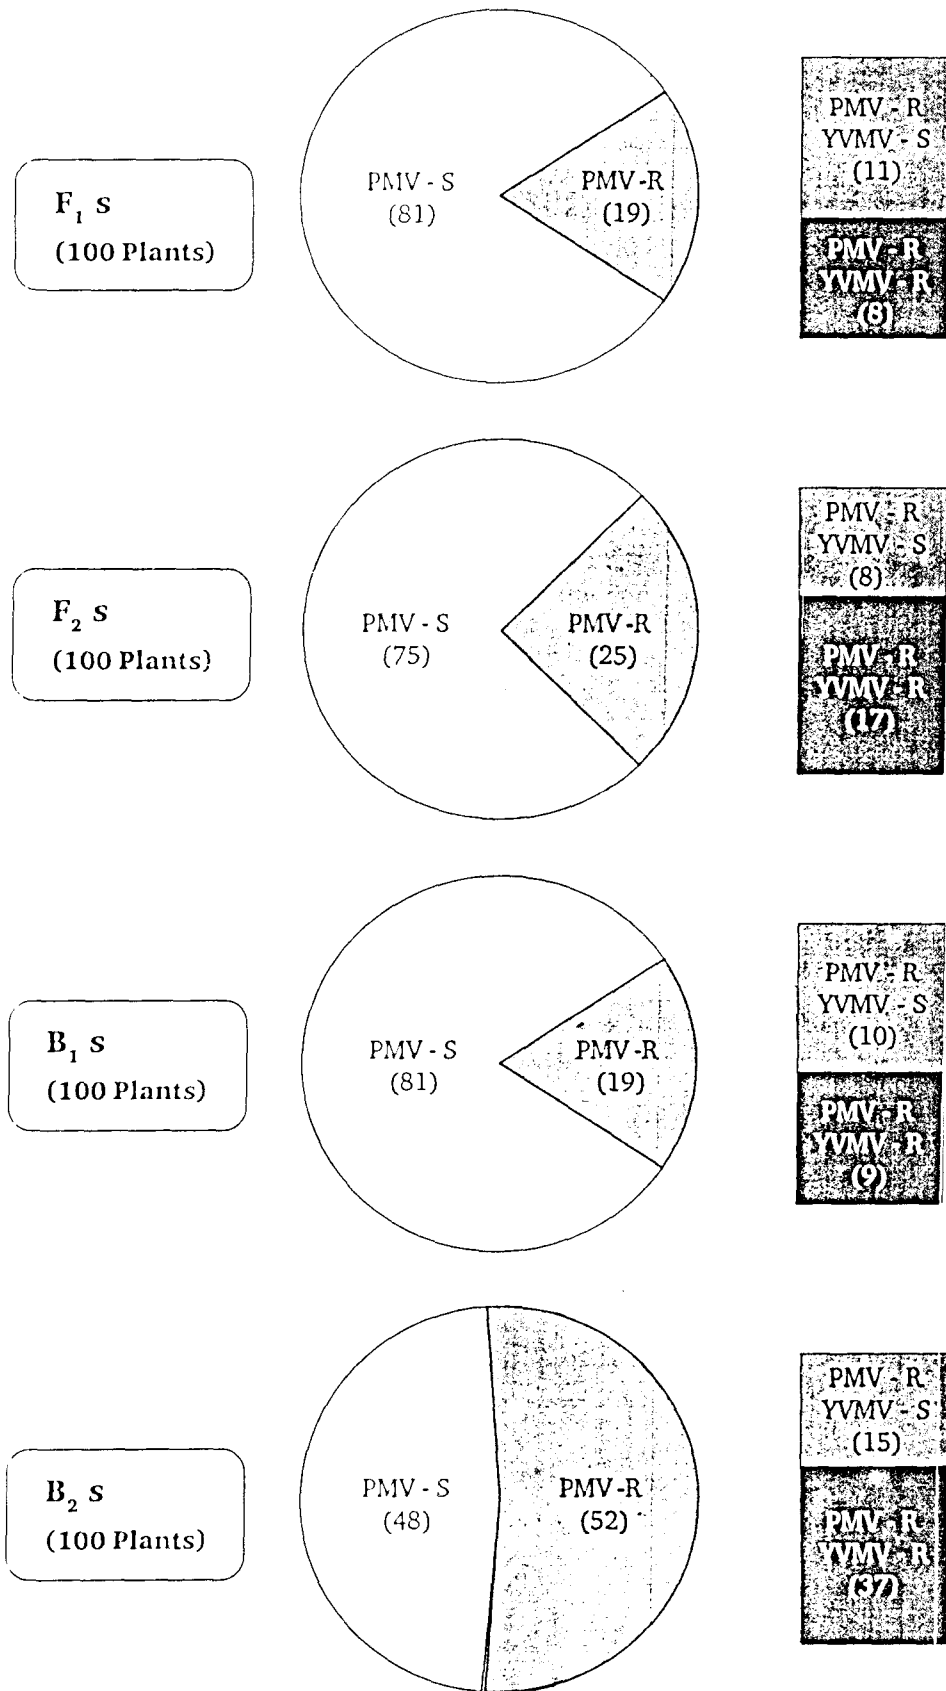 F1 s
(100 Plants)
PMV - S
(81)
PMV -R
(19)
PMV - R
YVMV - S
(11)
PMV - R
YVMV - R
(8)
F2 s
(100 Plants)
PMV - S
(75)
PMV -R
(25)
PMV - R
YVMV - S
(8)
PMV - R
YVMV - R
(17)
B1 s
(100 Plants)
PMV - S
(81)
PMV -R
(19)
PMV - R
YVMV - S
(10)
PMV - R
YVMV - R
(9)
B2 s
(100 Plants)
PMV - S
(48)
PMV -R
(52)
PMV - R
YVMV - S
(15)
PMV - R
YVMV - R
(37)